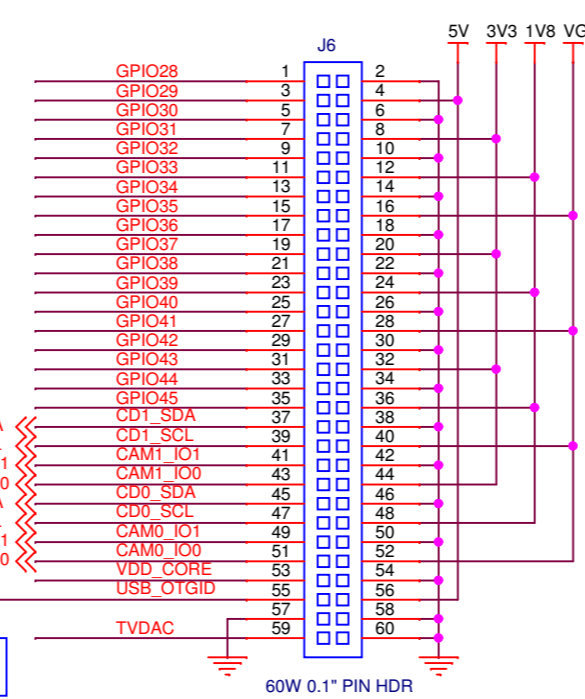 5V 3V3 1V8 VG
J6
GPIO28 1 2
GPIO29 3 4
GPIO30 5 6
GPIO31 7 8
GPIO32 9 10
GPIO33 11 12
GPIO34 13 14
GPIO35 15 16
GPIO36 17 18
GPIO37 19 20
GPIO38 21 22
GPIO39 23 24
GPIO40 25 26
GPIO41 27 28
GPIO42 29 30
GPIO43 31 32
GPIO44 33 34
GPIO45 35 36
A CD1_SDA 37 38
CD1_SCL 39 40
1 CAM1_IO1 41 42
0 CAM1_IO0 43 44
A CD0_SDA 45 46
CD0_SCL 47 48
1 CAM0_IO1 49 50
0 CAM0_IO0 51 52
VDD_CORE 53 54
USB_OTGID 55 56
57 58
TVDAC 59 60
60W 0.1" PIN HDR